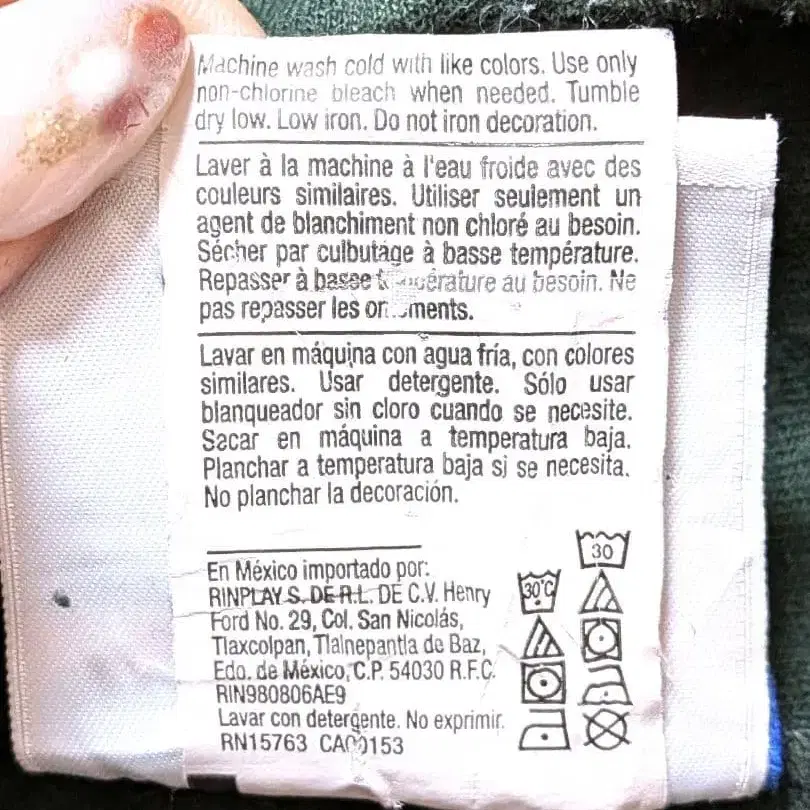 Machine wash cold with like colors. Use only
non-chlorine bleach when needed. Tumble
dry low. Low iron. Do not iron decoration.
Laver à la machine à l'eau froide avec des
couleurs similaires. Utiliser seulement un
agent de blanchiment non chloré au besoin.
Sécher par culbutage à basse température.
Repasser à basse au besoin. Ne
pas repasser les
Lavar en máquina con agua fría, con colores
similares. Usar detergente. Sólo usar
blanqueador sin cloro cuando se necesite.
Secar en máquina a temperatura baja.
Planchar a temperatura baja si se necesita.
No planchar la decoración.
En México importado por:
RINPLAY S. DE R.L. DE C.V. Henry
Ford No. 29, Col. San Nicolás,
Tlaxcolpan, Tlalnepantla de Baz,
Edo. de México, C.P. 54030 R.F.C.
RIN980806AE9
Lavar con detergente. No exprimir.
RN15763 CA00153
30
30°C